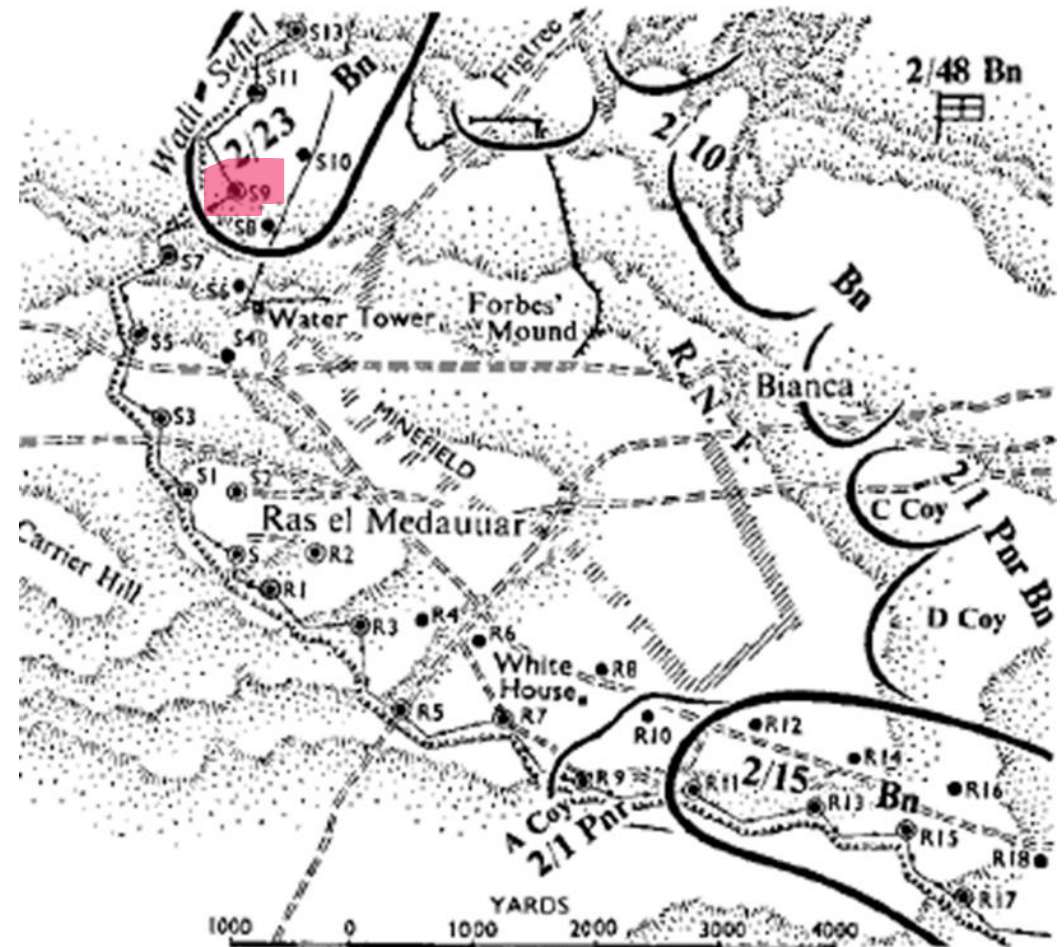 S13
Wadi Sehel
S11
Bn
Figtree
2/48 Bn
2/23
S10
2/10
S9
S8
S7
S6
Bn
Water Tower
Forbes'
Mound
S5
S4
R. N. F.
Bianca
S3
MINEFIELD
S1
S2
2/1 Pnr Bn
C Coy
Ras el Medauuar
Carrier Hill
S
R2
R1
D Coy
R3
R4
R6
White
House
R8
R5
R7
R10
R12
R14
A Coy
2/1 Pnr
R9
R11
2/15
Bn
R13
R16
R15
R18
R17
YARDS
1000 0 1000 2000 3000 4000